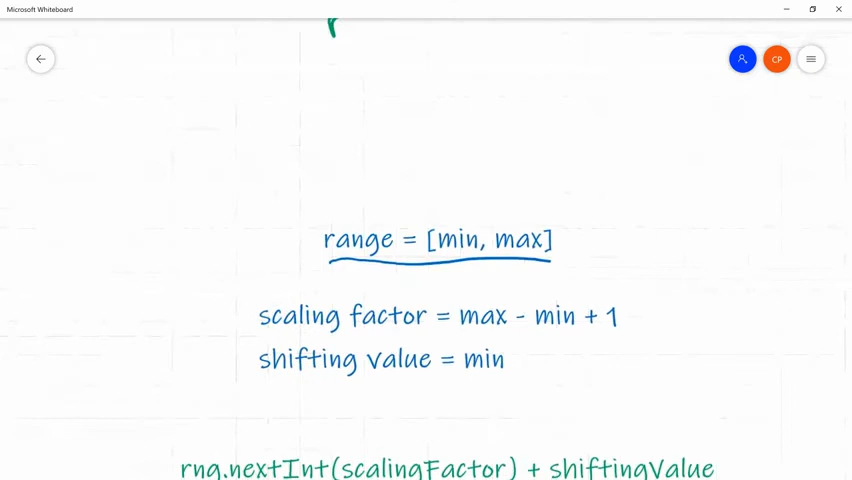 Microsoft Whiteboard
CP
range = [min, max]
scaling factor = max - min + 1
shifting value = min
rng.nextInt(scalingFactor) + shiftingValue